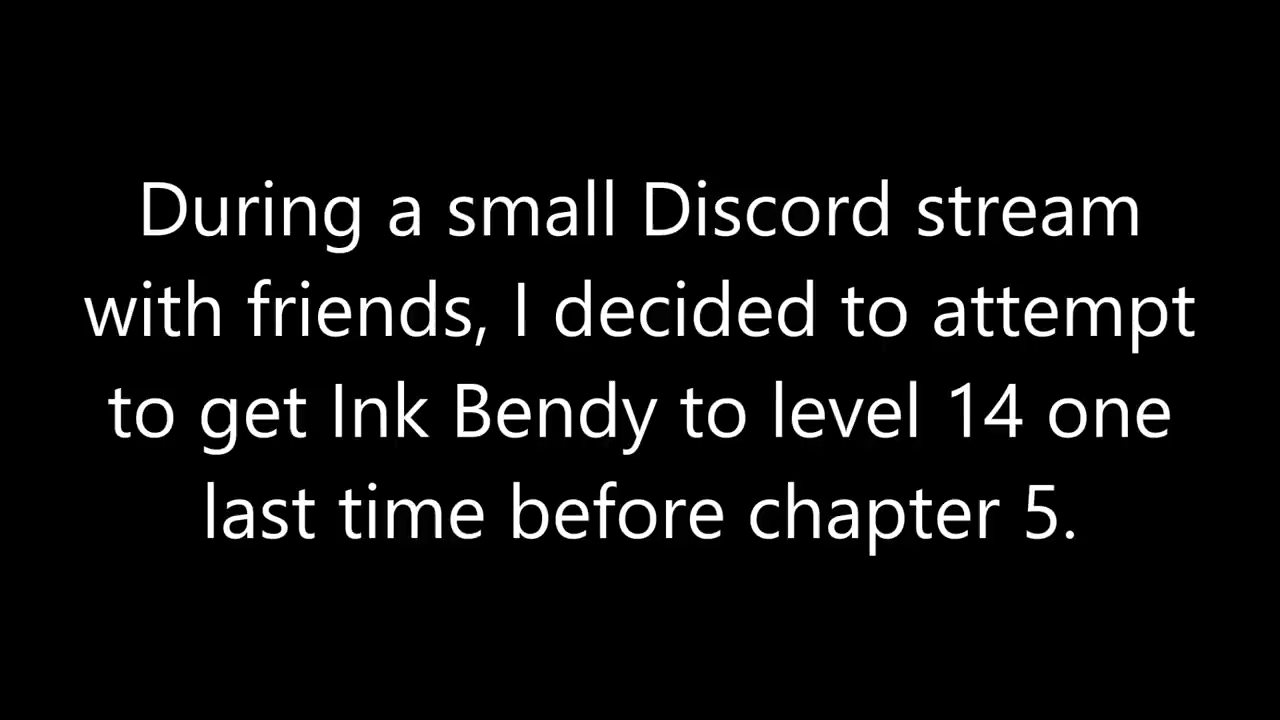 During a small Discord stream
with friends, I decided to attempt
to get Ink Bendy to level 14 one
last time before chapter 5.